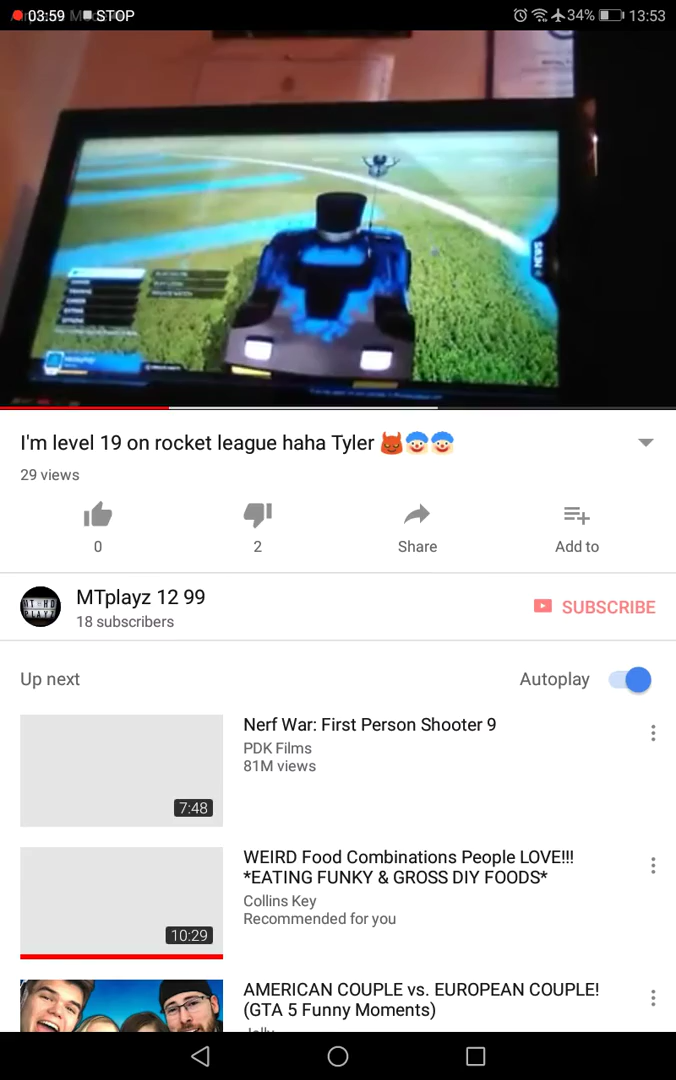 03:59 STOP 34% 13:53
NEWS
I'm level 19 on rocket league haha Tyler 👿🤡🤡
29 views
0 2 Share Add to
MTplayz 12 99
SUBSCRIBE
18 subscribers
Up next Autoplay
Nerf War: First Person Shooter 9
PDK Films
81M views
7:48
WEIRD Food Combinations People LOVE!!!
*EATING FUNKY & GROSS DIY FOODS*
Collins Key
Recommended for you
10:29
AMERICAN COUPLE vs. EUROPEAN COUPLE!
(GTA 5 Funny Moments)